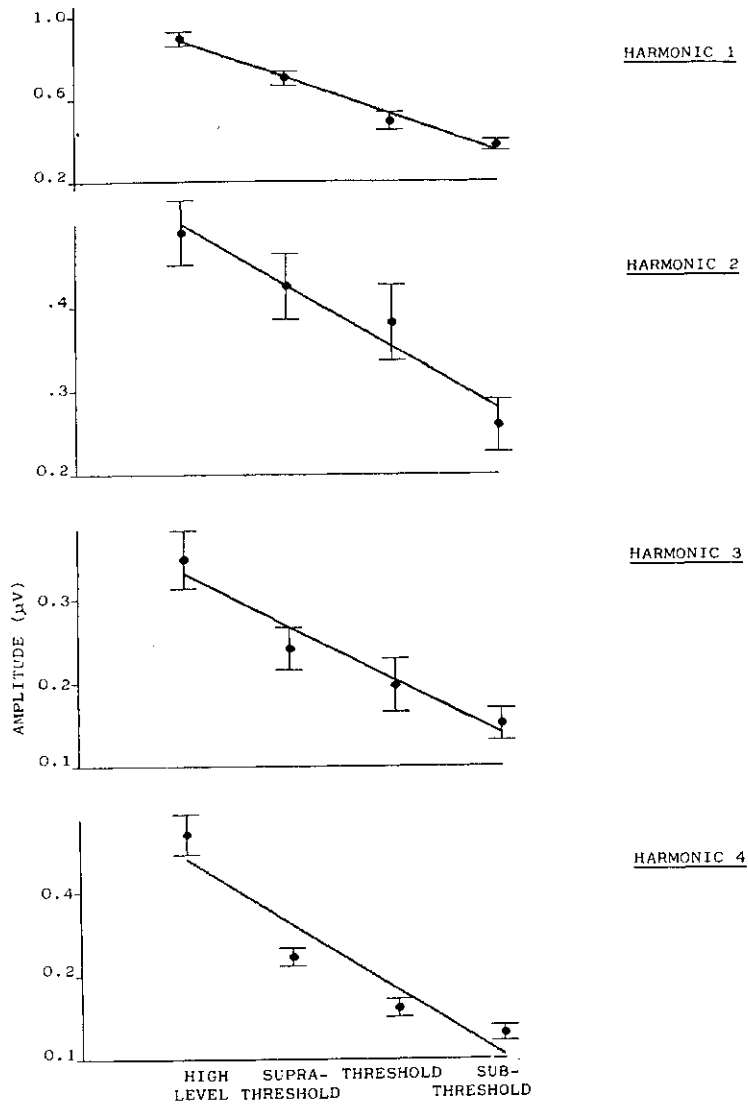 1.0
HARMONIC 1
0.6
0.2
HARMONIC 2
.4
.3
0.2
HARMONIC 3
0.3
AMPLITUDE (µV)
0.2
0.1
HARMONIC 4
0.4
0.2
0.1
HIGH SUPRA- THRESHOLD SUB-
LEVEL THRESHOLD THRESHOLD